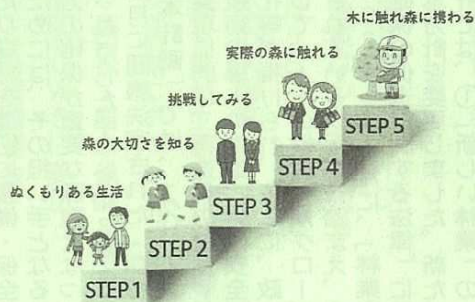 木に触れ森に携わる
実際の森に触れる
挑戦してみる
森の大切さを知る
ぬくもりある生活
STEP 5
STEP 4
STEP 3
STEP 2
STEP 1